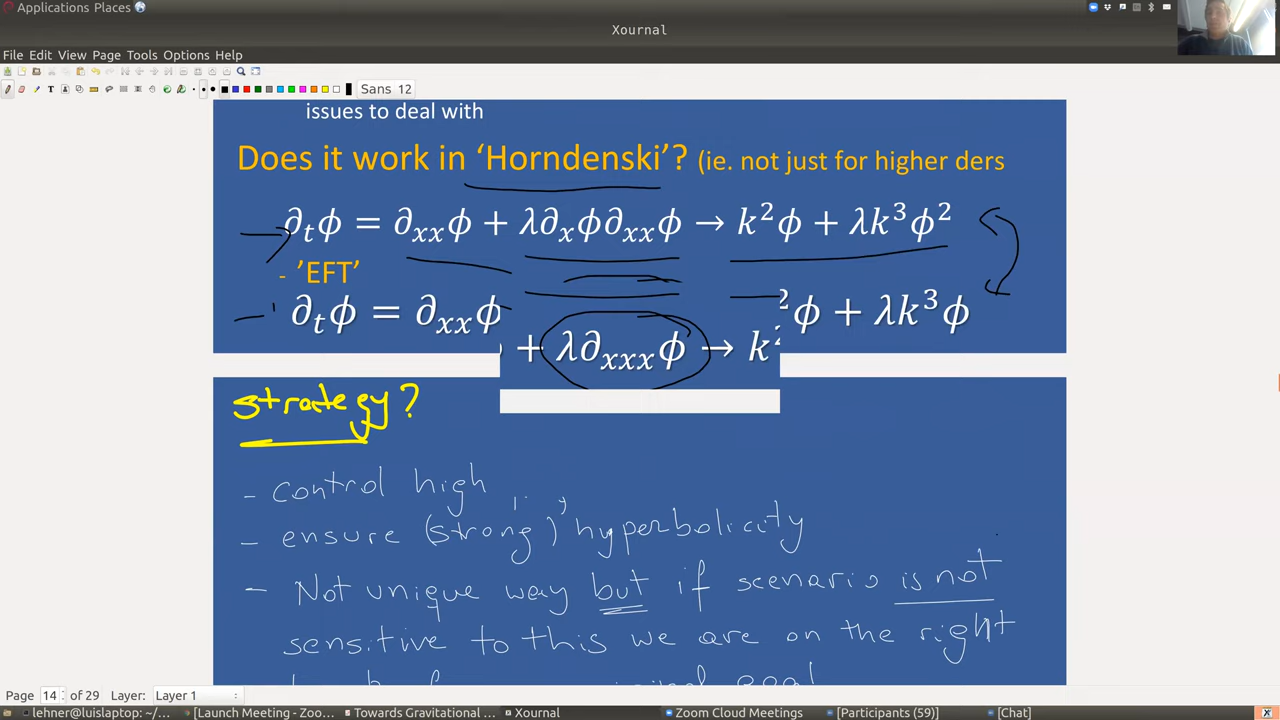 Applications Places
Xournal
File Edit View Page Tools Options Help
Sans 12
issues to deal with
Does it work in ‘Horndenski’? (ie. not just for higher ders
∂ₜϕ = ∂ₓₓϕ + λ∂ₓϕ∂ₓₓϕ → k²ϕ + λk³ϕ²
- ’EFT’
∂ₜϕ = ∂ₓₓϕ + λ∂ₓₓₓϕ → k²ϕ + λk³ϕ
strategy?
- control high
- ensure (strong) hyperbolicity
- Not unique way but if scenario is not
sensitive to this we are on the right
Page 14 of 29 Layer: Layer 1
lehner@luislaptop: ~/... [Launch Meeting - Zoo... Towards Gravitational ... Xournal Zoom Cloud Meetings [Participants (59)] [Chat]